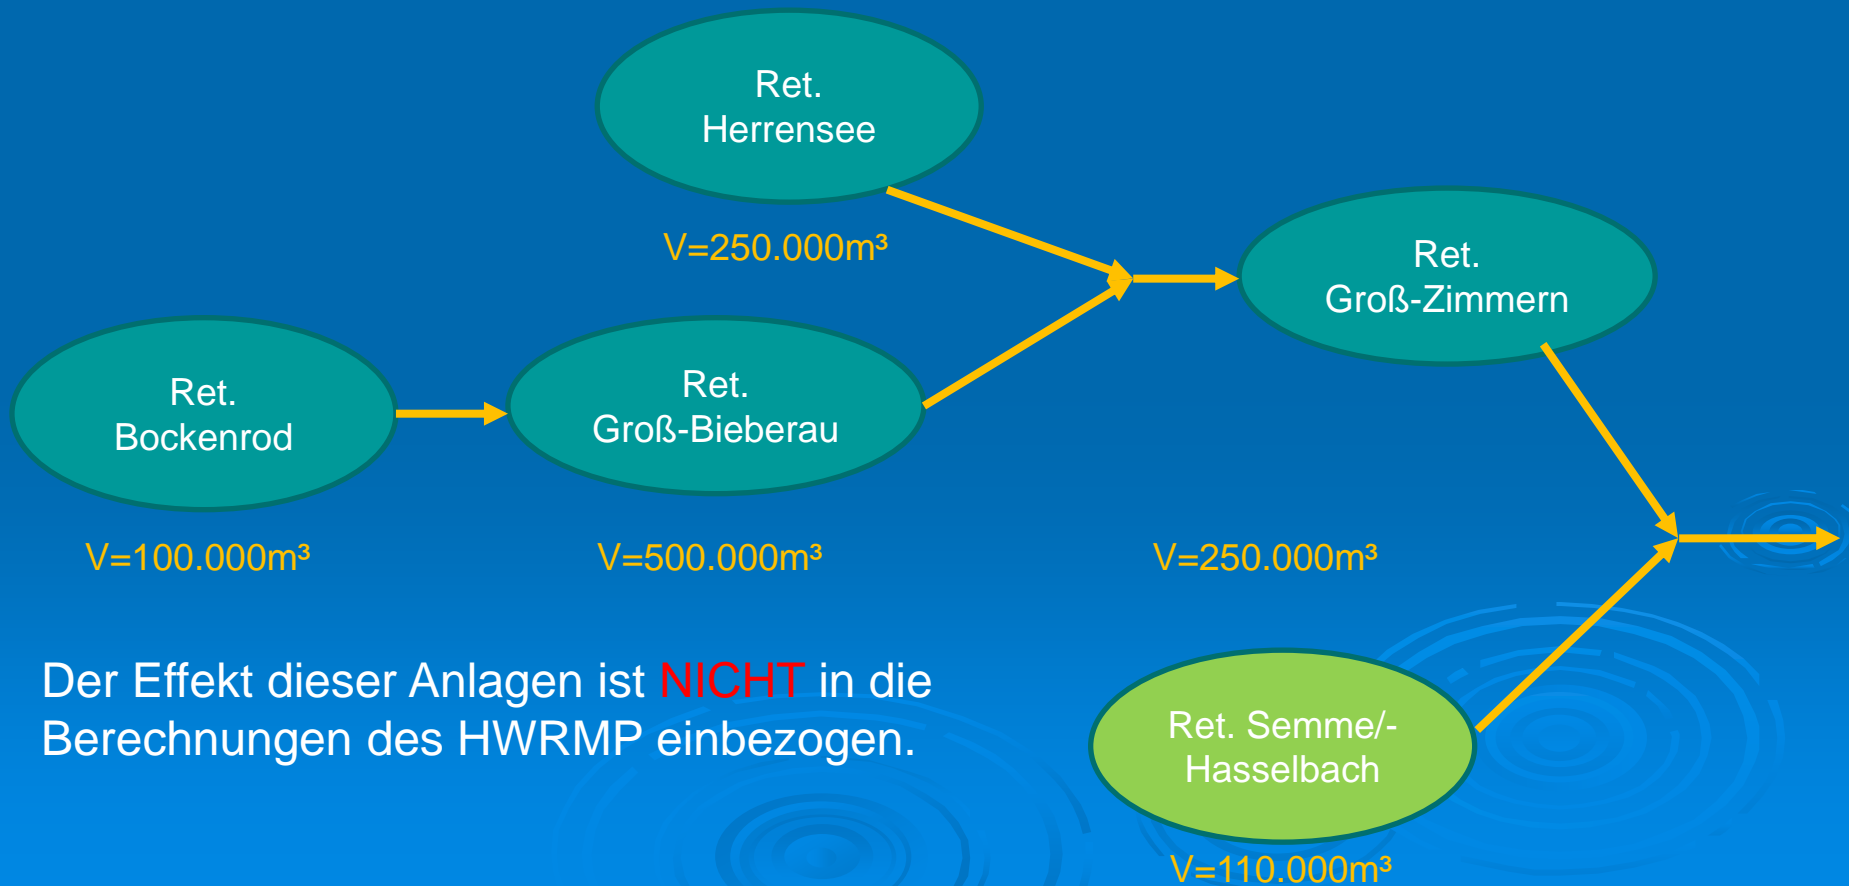 Ret.
Herrensee
V=250.000m³
Ret.
Groß-Zimmern
Ret.
Bockenrod
Ret.
Groß-Bieberau
V=100.000m³
V=500.000m³
V=250.000m³
Der Effekt dieser Anlagen ist NICHT in die
Berechnungen des HWRMP einbezogen.
Ret. Semme/-
Hasselbach
V=110.000m³